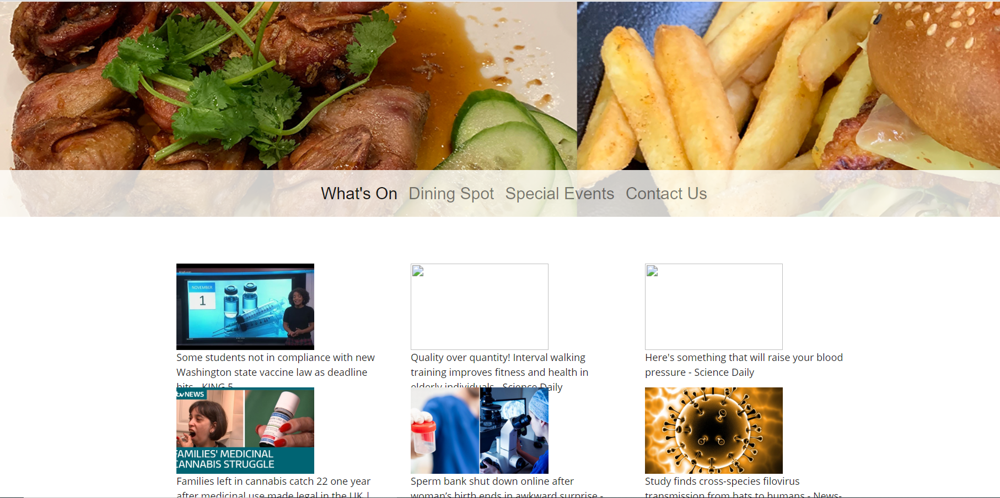 What's On Dining Spot Special Events Contact Us
NOVEMBER
1
Some students not in compliance with new
Washington state vaccine law as deadline
hits - KING 5
Quality over quantity! Interval walking
training improves fitness and health in
elderly individuals - Science Daily
Here's something that will raise your blood
pressure - Science Daily
itv NEWS
FAMILIES' MEDICINAL
CANNABIS STRUGGLE
Families left in cannabis catch 22 one year
after medicinal use made legal in the UK |
Sperm bank shut down online after
woman's birth ends in awkward surprise -
Study finds cross-species filovirus
transmission from bats to humans - News-